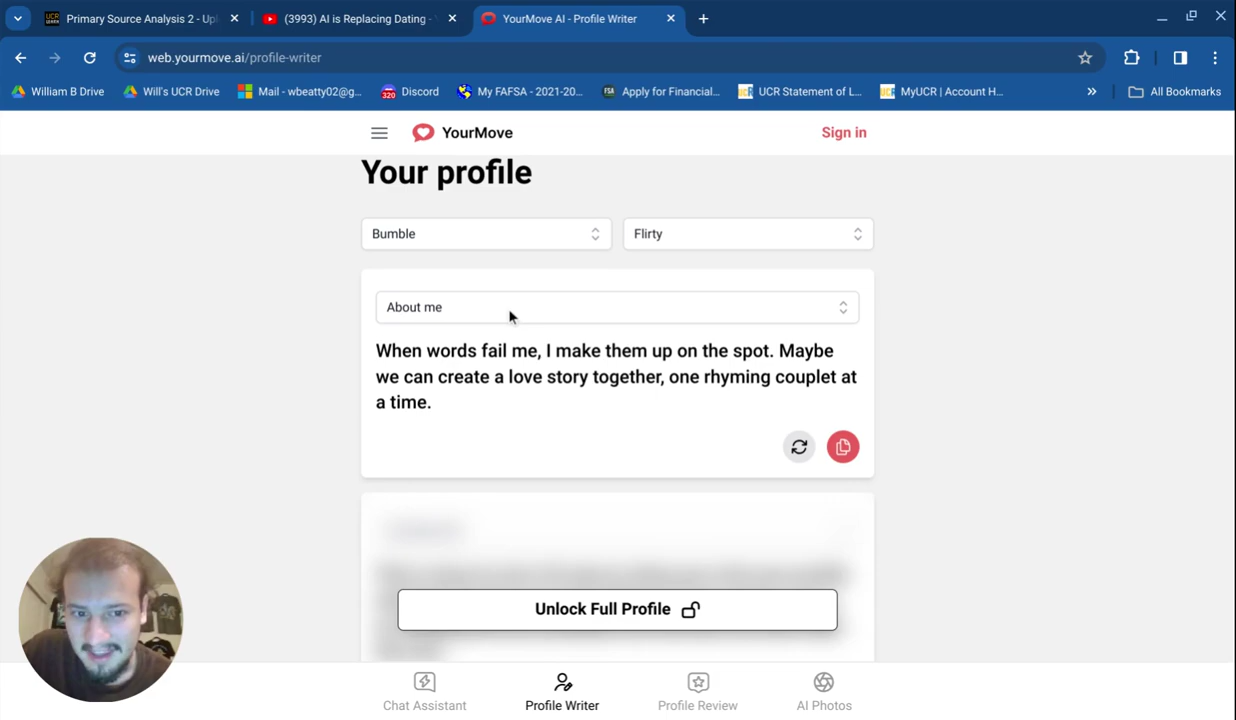 Primary Source Analysis 2 - Upl
(3993) AI is Replacing Dating -
YourMove AI - Profile Writer
web.yourmove.ai/profile-writer
William B Drive
Will's UCR Drive
Mail - wbeatty02@g...
320
Discord
My FAFSA - 2021-20...
Apply for Financial...
UCR Statement of L...
MyUCR | Account H...
All Bookmarks
YourMove
Sign in
Your profile
Bumble
Flirty
About me
When words fail me, I make them up on the spot. Maybe
we can create a love story together, one rhyming couplet at
a time.
Unlock Full Profile
Chat Assistant
Profile Writer
Profile Review
AI Photos